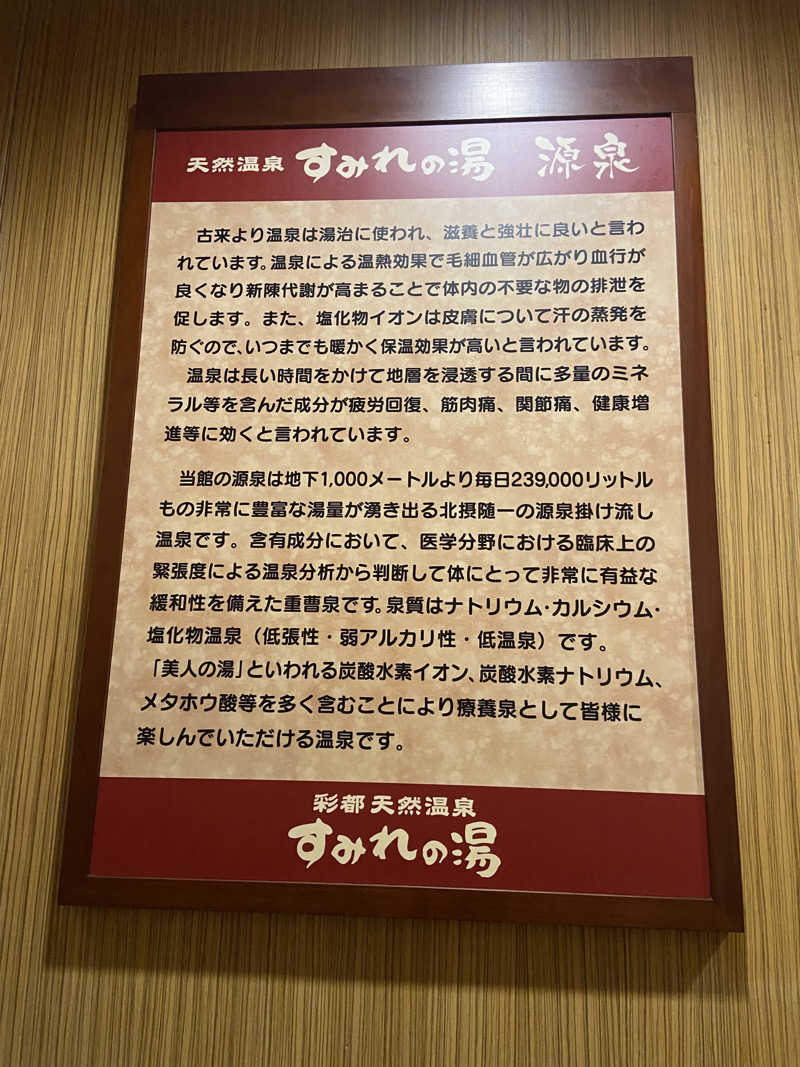 天然温泉 すみれの湯 源泉
古来より温泉は湯治に使われ、滋養と強壮に良いと言わ
れています。温泉による温熱効果で毛細血管が広がり血行が
良くなり新陳代謝が高まることで体内の不要な物の排泄を
促します。また、塩化物イオンは皮膚について汗の蒸発を
防ぐので、いつまでも暖かく保温効果が高いと言われています。
温泉は長い時間をかけて地層を浸透する間に多量のミネ
ラル等を含んだ成分が疲労回復、筋肉痛、関節痛、健康増
進等に効くと言われています。
当館の源泉は地下1,000メートルより毎日239,000リットル
もの非常に豊富な湯量が湧き出る北摂随一の源泉掛け流し
温泉です。含有成分において、医学分野における臨床上の
緊張度による温泉分析から判断して体にとって非常に有益な
緩和性を備えた重曹泉です。泉質はナトリウム・カルシウム・
塩化物温泉（低張性・弱アルカリ性・低温泉）です。
「美人の湯」といわれる炭酸水素イオン、炭酸水素ナトリウム、
メタホウ酸等を多く含むことにより療養泉として皆様に
楽しんでいただける温泉です。
彩都 天然温泉
すみれの湯